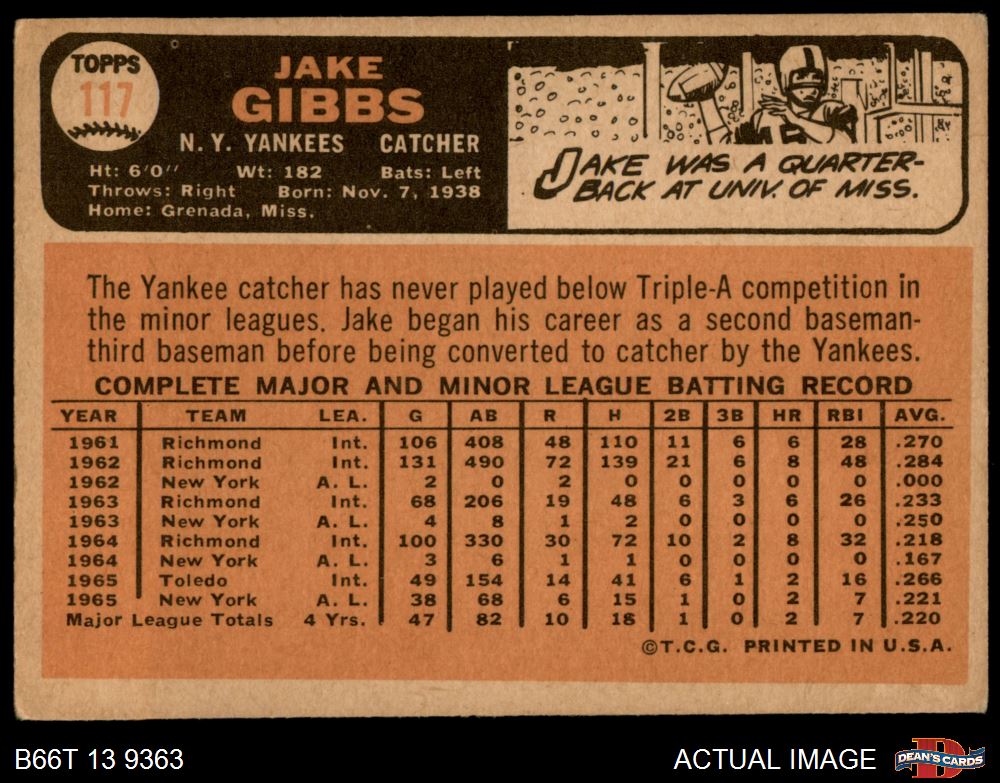 TOPPS
117
JAKE
GIBBS
N. Y. YANKEES CATCHER
Ht: 6'0" Wt: 182 Bats: Left
Throws: Right Born: Nov. 7, 1938
Home: Grenada, Miss.
JAKE WAS A QUARTER-
BACK AT UNIV. OF MISS.
The Yankee catcher has never played below Triple-A competition in
the minor leagues. Jake began his career as a second baseman-
third baseman before being converted to catcher by the Yankees.
COMPLETE MAJOR AND MINOR LEAGUE BATTING RECORD
YEAR TEAM LEA. G AB R H 2B 3B HR RBI AVG.
1961 Richmond Int. 106 408 48 110 11 6 6 28 .270
1962 Richmond Int. 131 490 72 139 21 6 8 48 .284
1962 New York A. L. 2 0 2 0 0 0 0 0 .000
1963 Richmond Int. 68 206 19 48 6 3 6 26 .233
1963 New York A. L. 4 8 1 2 0 0 0 0 .250
1964 Richmond Int. 100 330 30 72 10 2 8 32 .218
1964 New York A. L. 3 6 1 1 0 0 0 0 .167
1965 Toledo Int. 49 154 14 41 6 1 2 16 .266
1965 New York A. L. 38 68 6 15 1 0 2 7 .221
Major League Totals 4 Yrs. 47 82 10 18 1 0 2 7 .220
©T.C.G. PRINTED IN U.S.A.
B66T 13 9363
ACTUAL IMAGE
D
DEAN'S CARDS